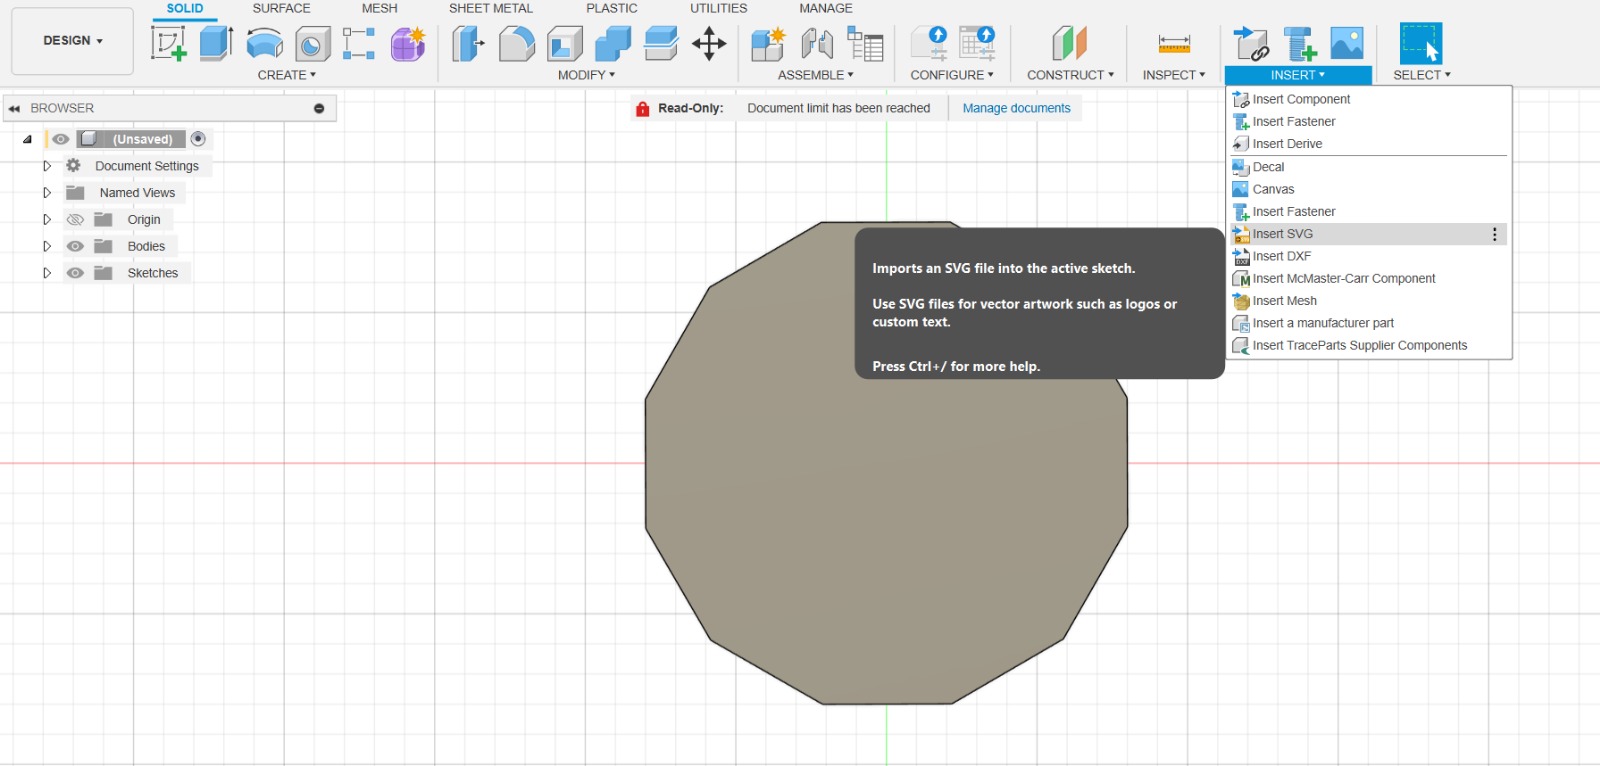 SOLID SURFACE MESH SHEET METAL PLASTIC UTILITIES MANAGE
DESIGN
CREATE MODIFY ASSEMBLE CONFIGURE CONSTRUCT INSPECT INSERT SELECT
BROWSER
Read-Only: Document limit has been reached Manage documents
(Unsaved)
Document Settings
Named Views
Origin
Bodies
Sketches
Insert Component
Insert Fastener
Insert Derive
Decal
Canvas
Insert Fastener
Insert SVG
Insert DXF
Insert McMaster-Carr Component
Insert Mesh
Insert a manufacturer part
Insert TraceParts Supplier Components
Imports an SVG file into the active sketch.
Use SVG files for vector artwork such as logos or
custom text.
Press Ctrl+/ for more help.